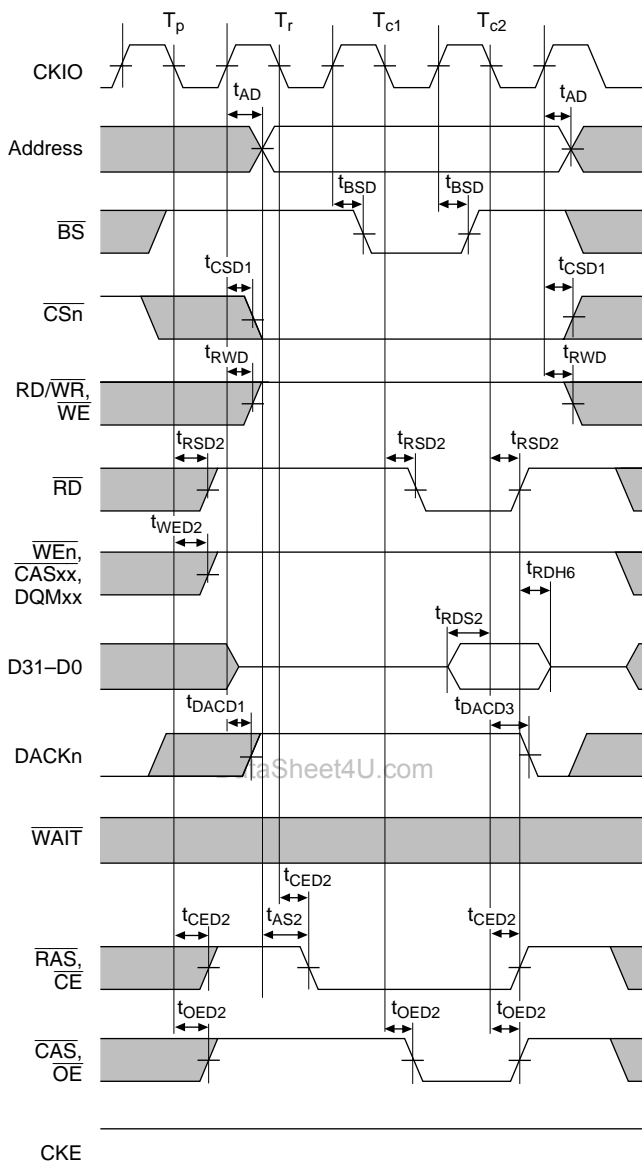 Tp Tr Tc1 Tc2
CKIO
tAD tAD
Address
tBSD tBSD
BS
tCSD1 tCSD1
CSn
tRWD tRWD
RD/WR,
WE
tRSD2 tRSD2 tRSD2
RD
tWED2
WEn,
CASxx,
DQMxx
tRDH6
tRDS2
D31–D0
tDACD1 tDACD3
DACKn
DataSheet4U.com
WAIT
tCED2
tCED2 tAS2 tCED2
RAS,
CE
tOED2 tOED2 tOED2
CAS,
OE
CKE